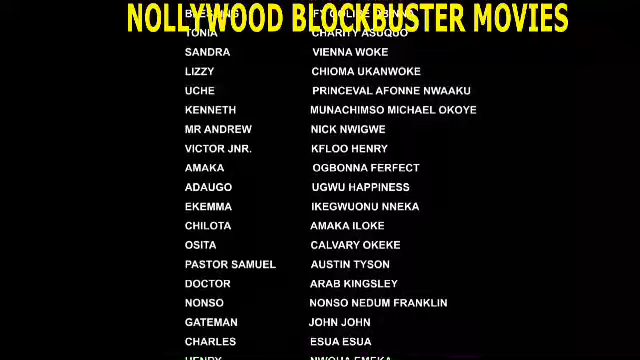 NOLLYWOOD BLOCKBUSTER MOVIES
TONIA CHARITY ASUQUO
SANDRA VIENNA WOKE
LIZZY CHIOMA UKANWOKE
UCHE PRINCEVAL AFONNE NWAAKU
KENNETH MUNACHIMSO MICHAEL OKOYE
MR ANDREW NICK NWIGWE
VICTOR JNR. KFLOO HENRY
AMAKA OGBONNA FERFECT
ADAUGO UGWU HAPPINESS
EKEMMA IKEGWUONU NNEKA
CHILOTA AMAKA ILOKE
OSITA CALVARY OKEKE
PASTOR SAMUEL AUSTIN TYSON
DOCTOR ARAB KINGSLEY
NONSO NONSO NEDUM FRANKLIN
GATEMAN JOHN JOHN
CHARLES ESUA ESUA
HENRY NWOHA EMEKA